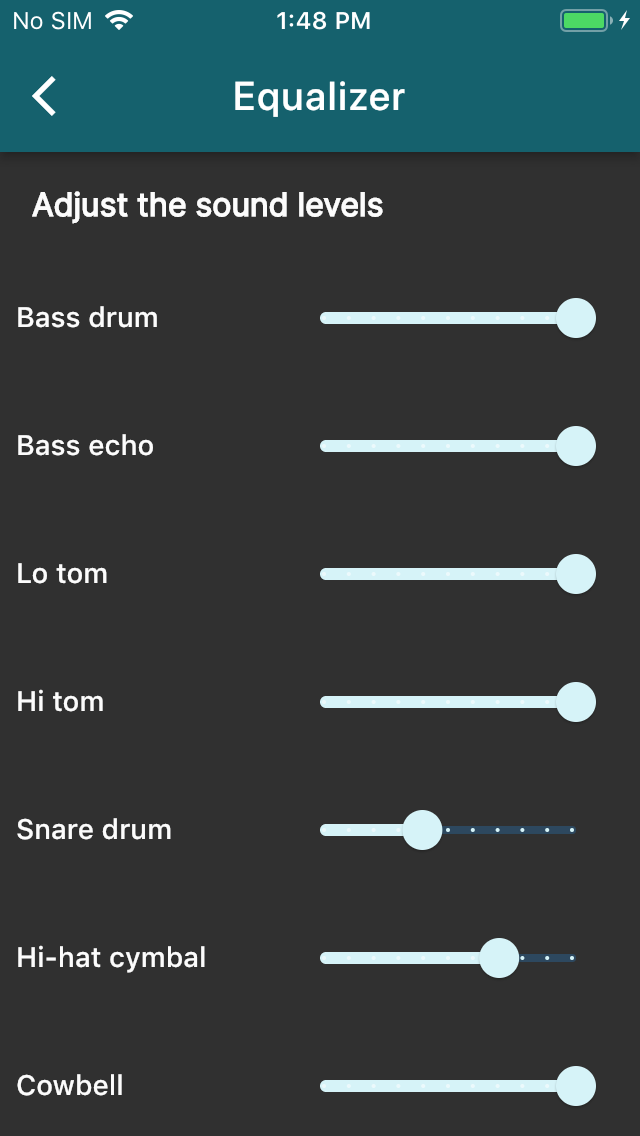 No SIM 1:48 PM
Equalizer
Adjust the sound levels
Bass drum
Bass echo
Lo tom
Hi tom
Snare drum
Hi-hat cymbal
Cowbell